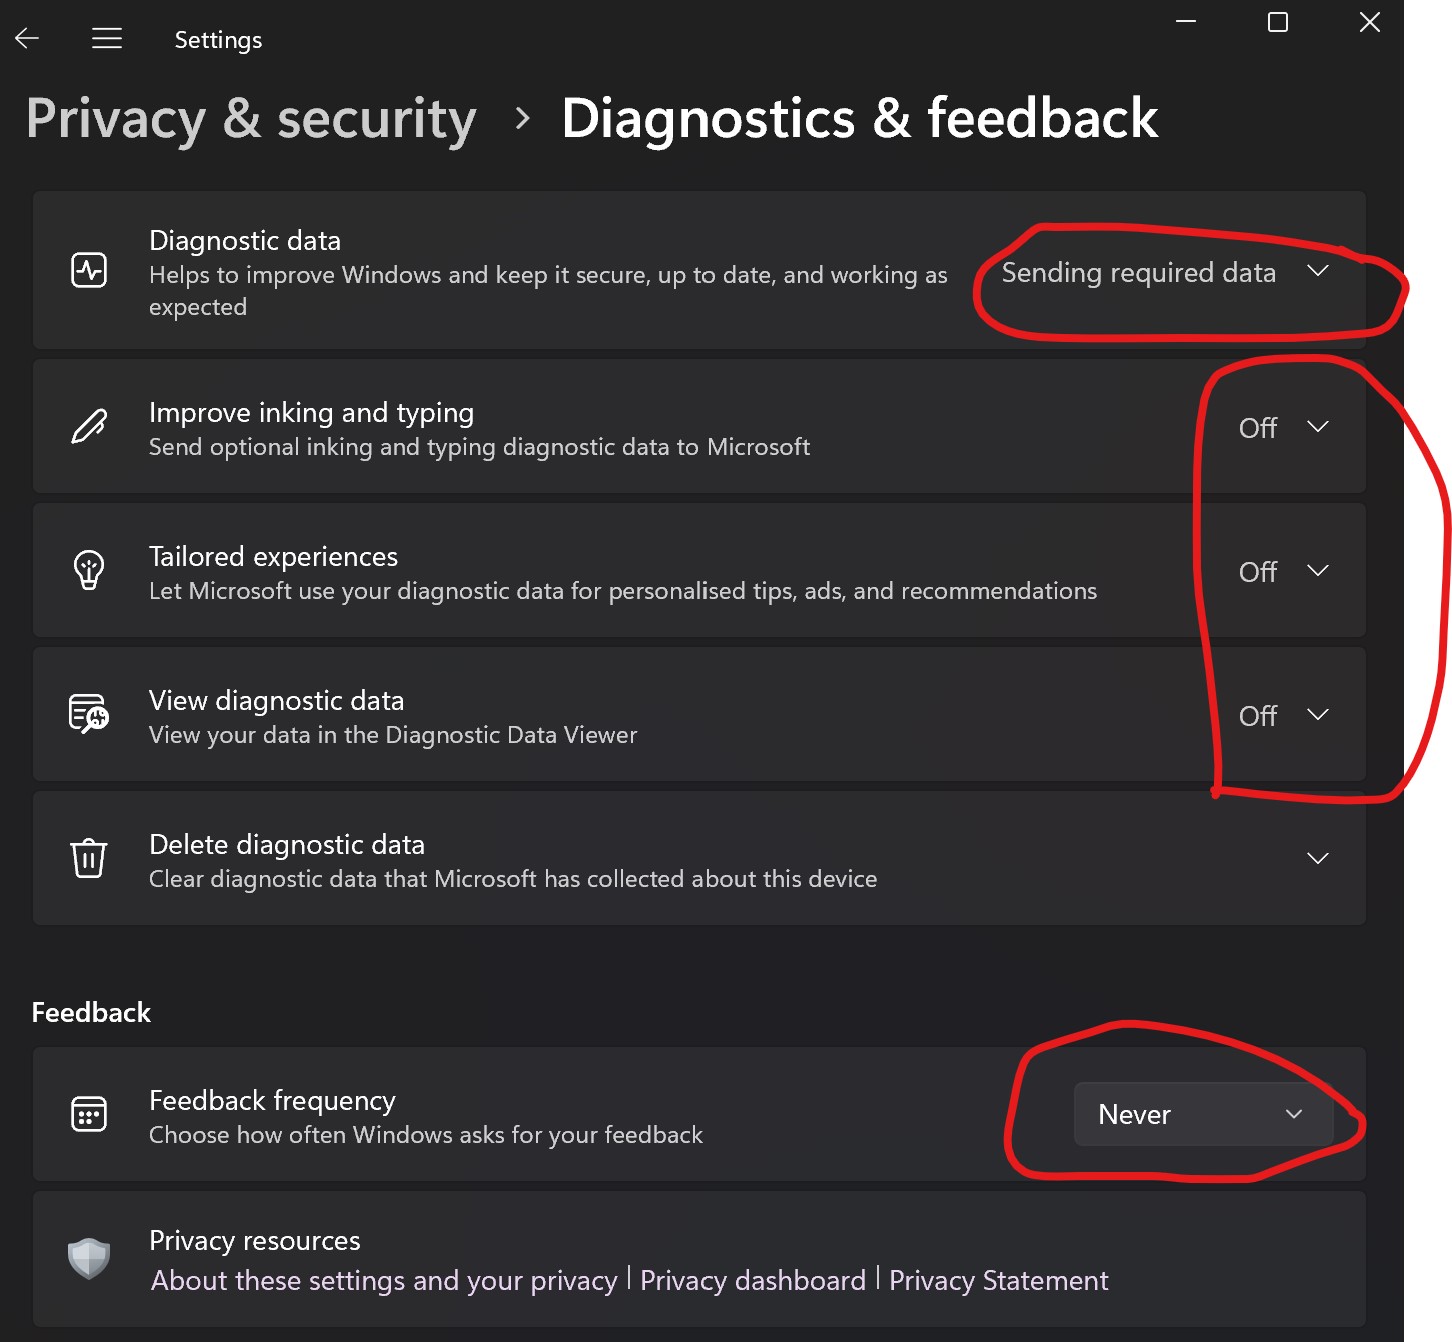 Settings
Privacy & security > Diagnostics & feedback
Diagnostic data
Helps to improve Windows and keep it secure, up to date, and working as
expected
Sending required data
Improve inking and typing
Send optional inking and typing diagnostic data to Microsoft
Off
Tailored experiences
Let Microsoft use your diagnostic data for personalised tips, ads, and recommendations
Off
View diagnostic data
View your data in the Diagnostic Data Viewer
Off
Delete diagnostic data
Clear diagnostic data that Microsoft has collected about this device
Feedback
Feedback frequency
Choose how often Windows asks for your feedback
Never
Privacy resources
About these settings and your privacy | Privacy dashboard | Privacy Statement